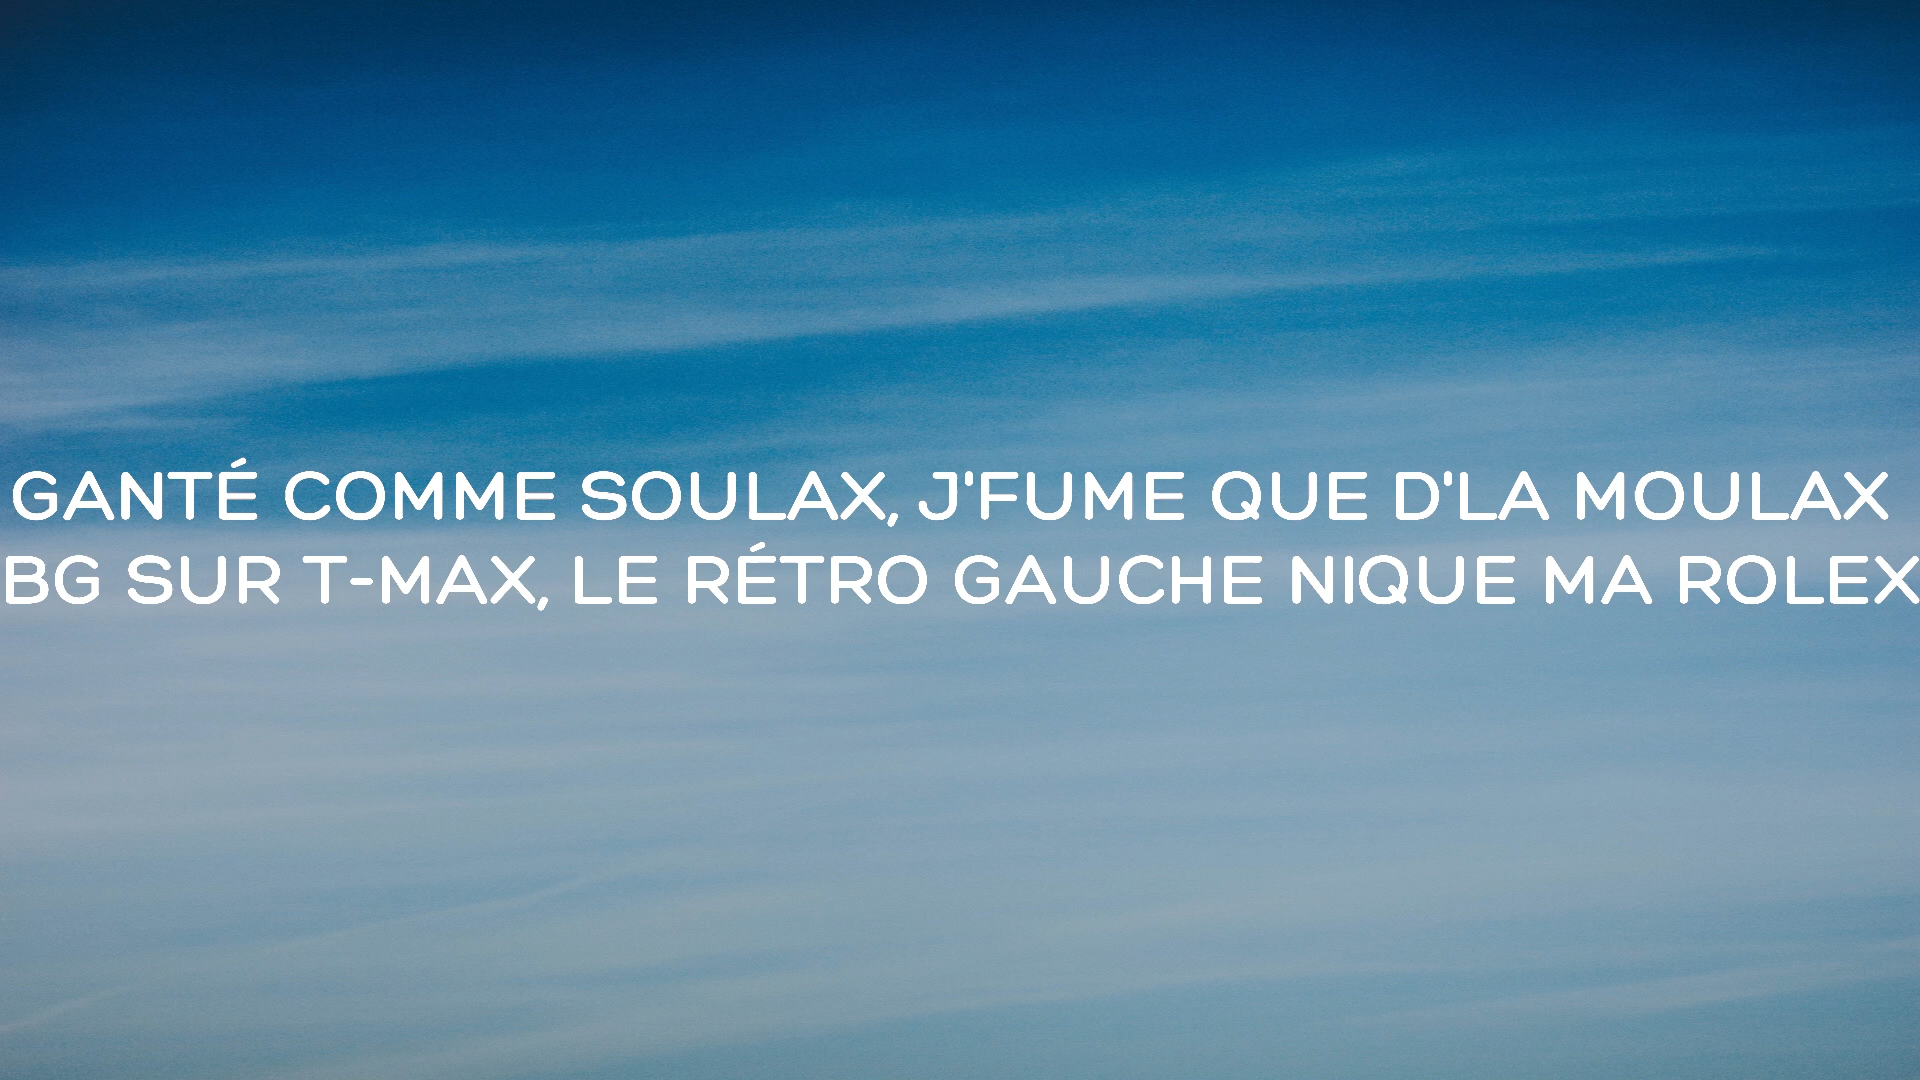 GANTÉ COMME SOULAX, J'FUME QUE D'LA MOULAX
BG SUR T-MAX, LE RÉTRO GAUCHE NIQUE MA ROLEX